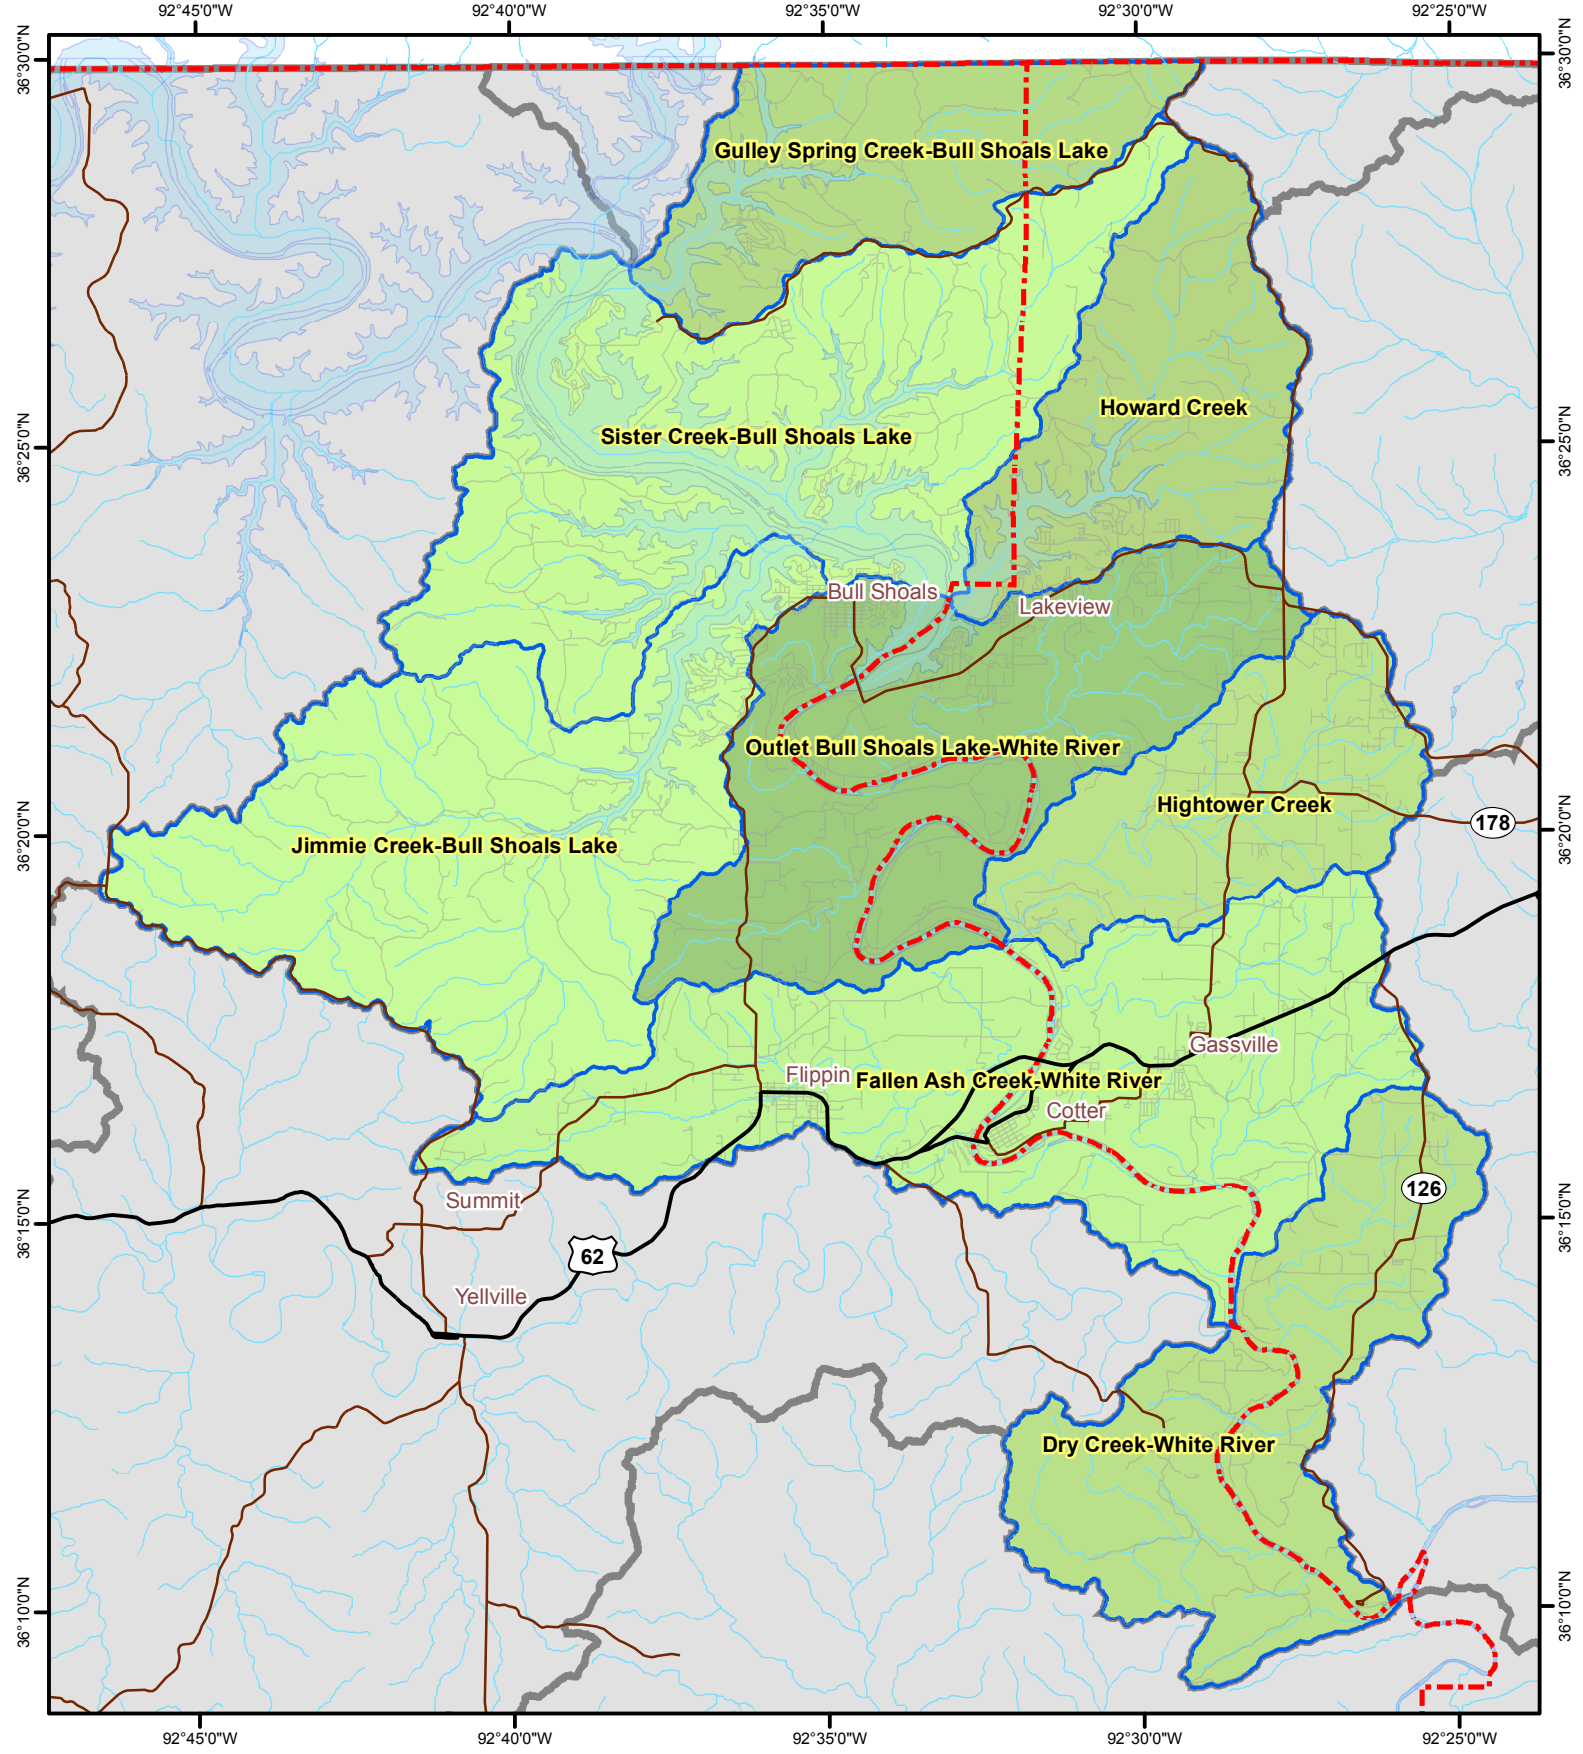 92°45'0"W
92°40'0"W
92°35'0"W
92°30'0"W
92°25'0"W
36°30'0"N
36°30'0"N
Gulley Spring Creek-Bull Shoals Lake
Howard Creek
Sister Creek-Bull Shoals Lake
36°25'0"N
36°25'0"N
Bull Shoals
Lakeview
Outlet Bull Shoals Lake-White River
Hightower Creek
178
36°20'0"N
36°20'0"N
Jimmie Creek-Bull Shoals Lake
Gassville
Flippin
Fallen Ash Creek-White River
Cotter
126
Summit
36°15'0"N
36°15'0"N
62
Yellville
Dry Creek-White River
36°10'0"N
36°10'0"N
92°45'0"W
92°40'0"W
92°35'0"W
92°30'0"W
92°25'0"W